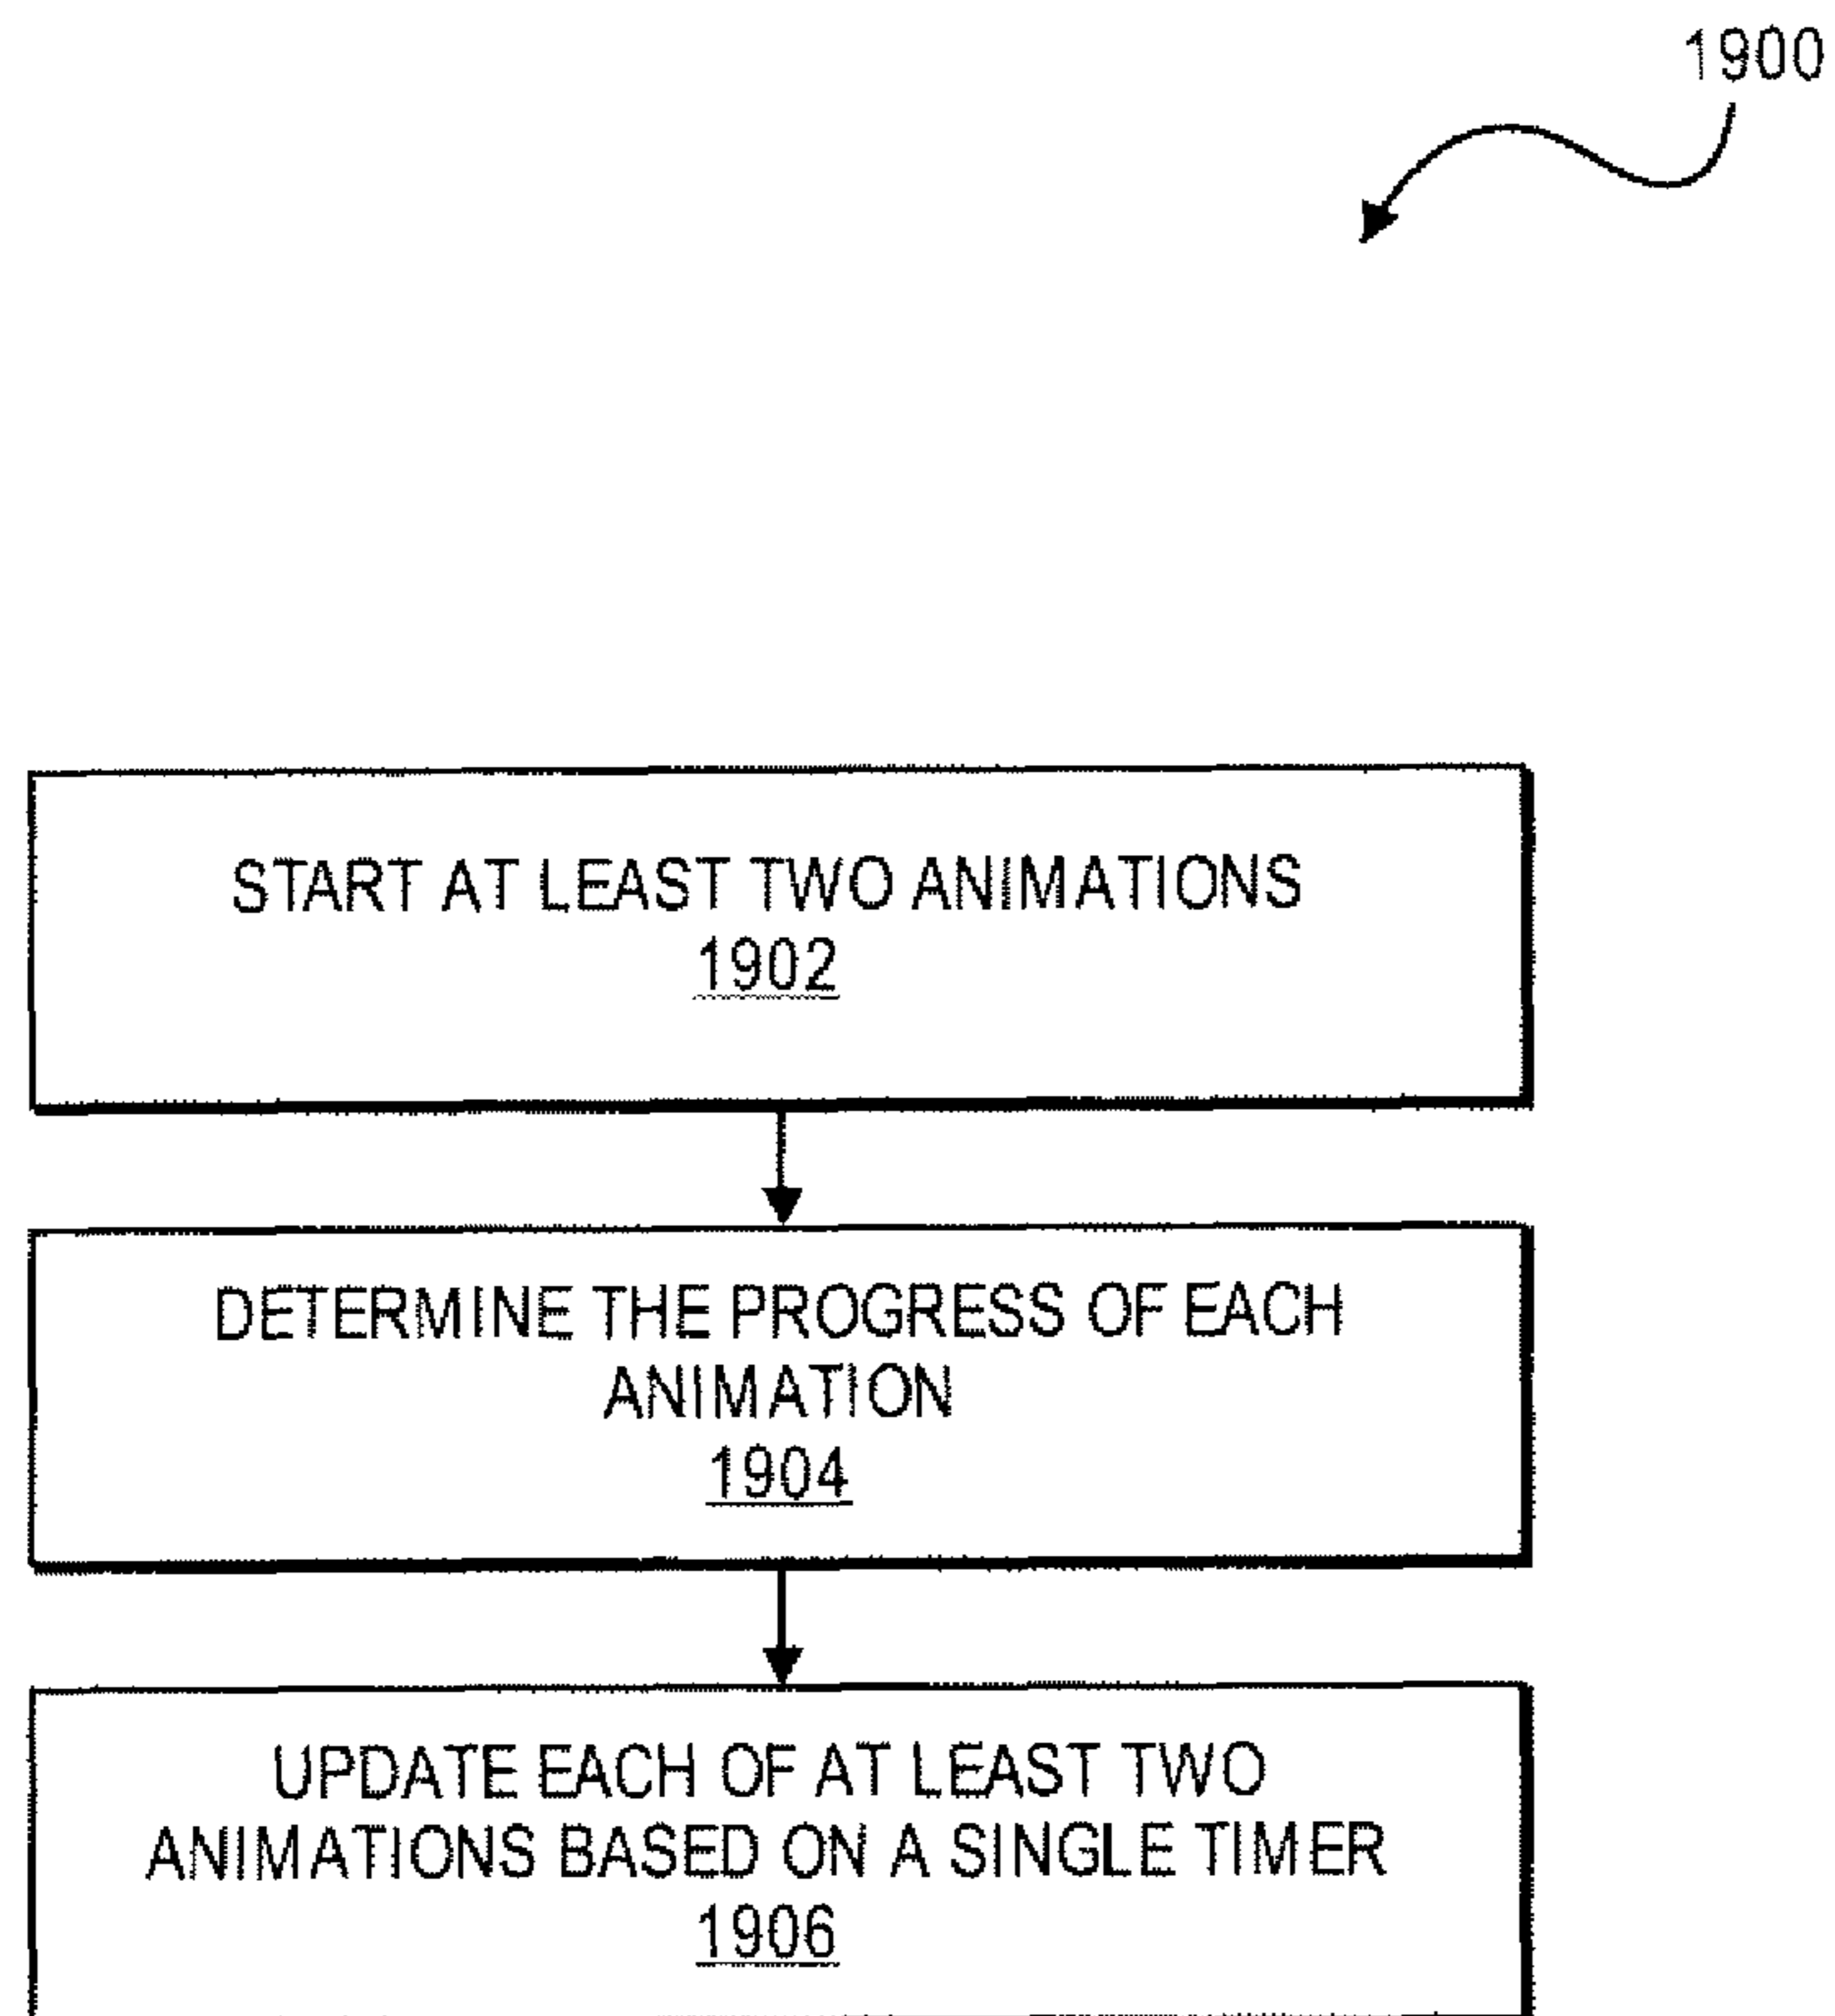 1900
START AT LEAST TWO ANIMATIONS
1902
DETERMINE THE PROGRESS OF EACH
ANIMATION
1904
UPDATE EACH OF AT LEAST TWO
ANIMATIONS BASED ON A SINGLE TIMER
1906